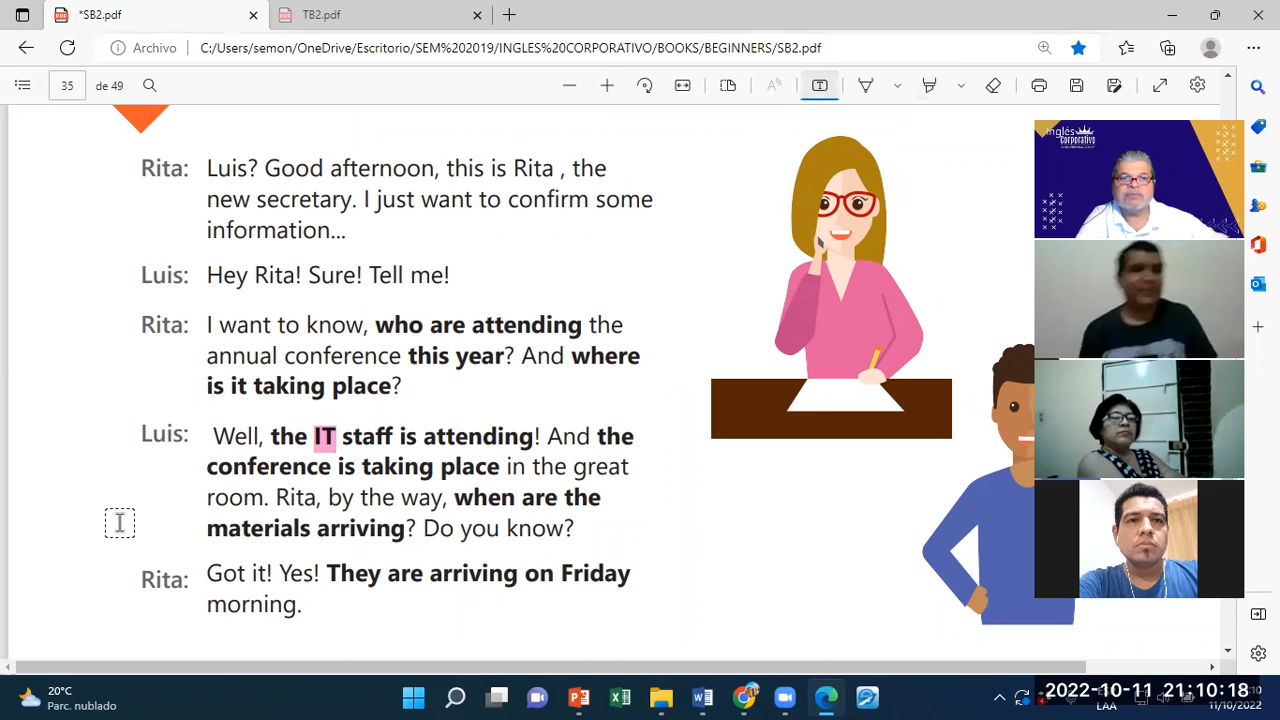 *SB2.pdf
TB2.pdf
Archivo
C:/Users/semon/OneDrive/Escritorio/SEM%202019/INGLES%20CORPORATIVO/BOOKS/BEGINNERS/SB2.pdf
35 de 49
Rita: Luis? Good afternoon, this is Rita , the
new secretary. I just want to confirm some
information...
Luis: Hey Rita! Sure! Tell me!
Rita: I want to know, who are attending the
annual conference this year? And where
is it taking place?
Luis: Well, the IT staff is attending! And the
conference is taking place in the great
room. Rita, by the way, when are the
materials arriving? Do you know?
Rita: Got it! Yes! They are arriving on Friday
morning.
Inglés
Corporativo
20°C
Parc. nublado
2022-10-11 21:10:18
LAA
11/10/2022